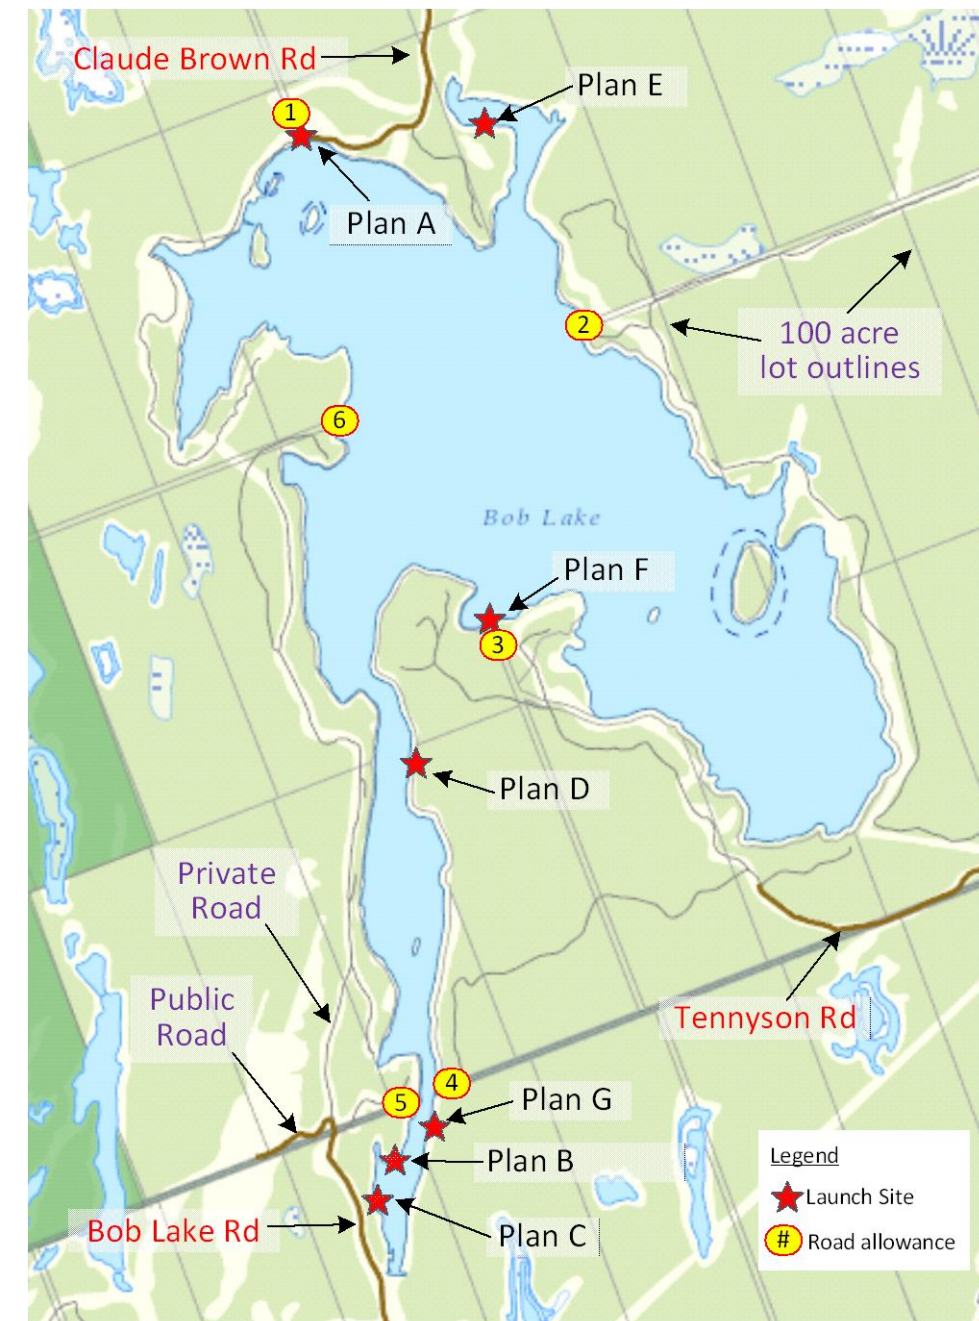 Claude Brown Rd
Plan E
1
Plan A
2
100 acre
lot outlines
6
Bob Lake
Plan F
3
Plan D
Private
Road
Public
Road
Tennyson Rd
4
5
Plan G
Plan B
Plan C
Bob Lake Rd
Legend
Launch Site
# Road allowance